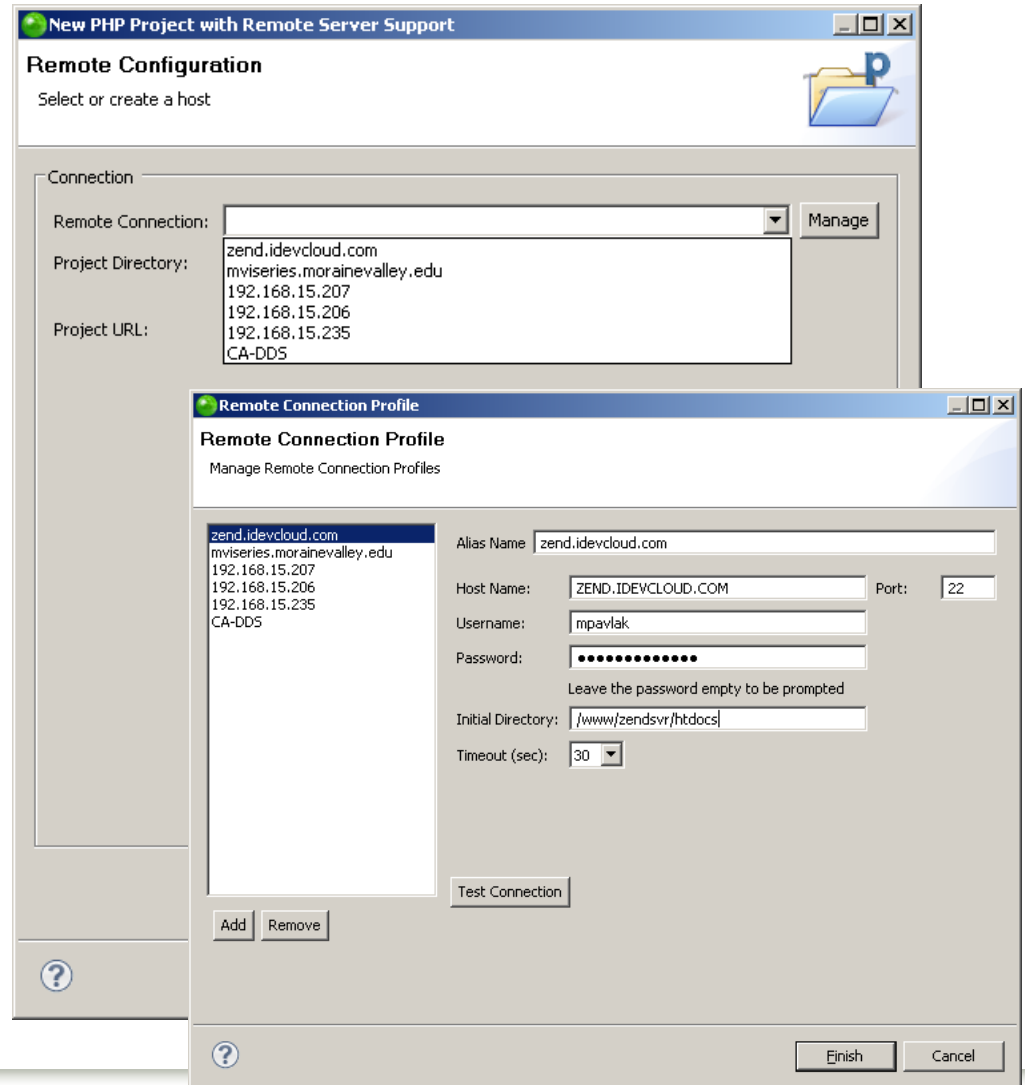 New PHP Project with Remote Server Support
Remote Configuration
Select or create a host
p
Connection
Remote Connection:
Manage
zend.idevcloud.com
mviseries.morainevalley.edu
192.168.15.207
192.168.15.206
192.168.15.235
CA-DDS
Project Directory:
Project URL:
?
Remote Connection Profile
Remote Connection Profile
Manage Remote Connection Profiles
zend.idevcloud.com
mviseries.morainevalley.edu
192.168.15.207
192.168.15.206
192.168.15.235
CA-DDS
Alias Name zend.idevcloud.com
Host Name: ZEND.IDEVCLOUD.COM Port: 22
Username: mpavlak
Password: ●●●●●●●●●●●●●
Leave the password empty to be prompted
Initial Directory: /www/zendsvr/htdocs
Timeout (sec): 30
Test Connection
Add Remove
?
Finish Cancel